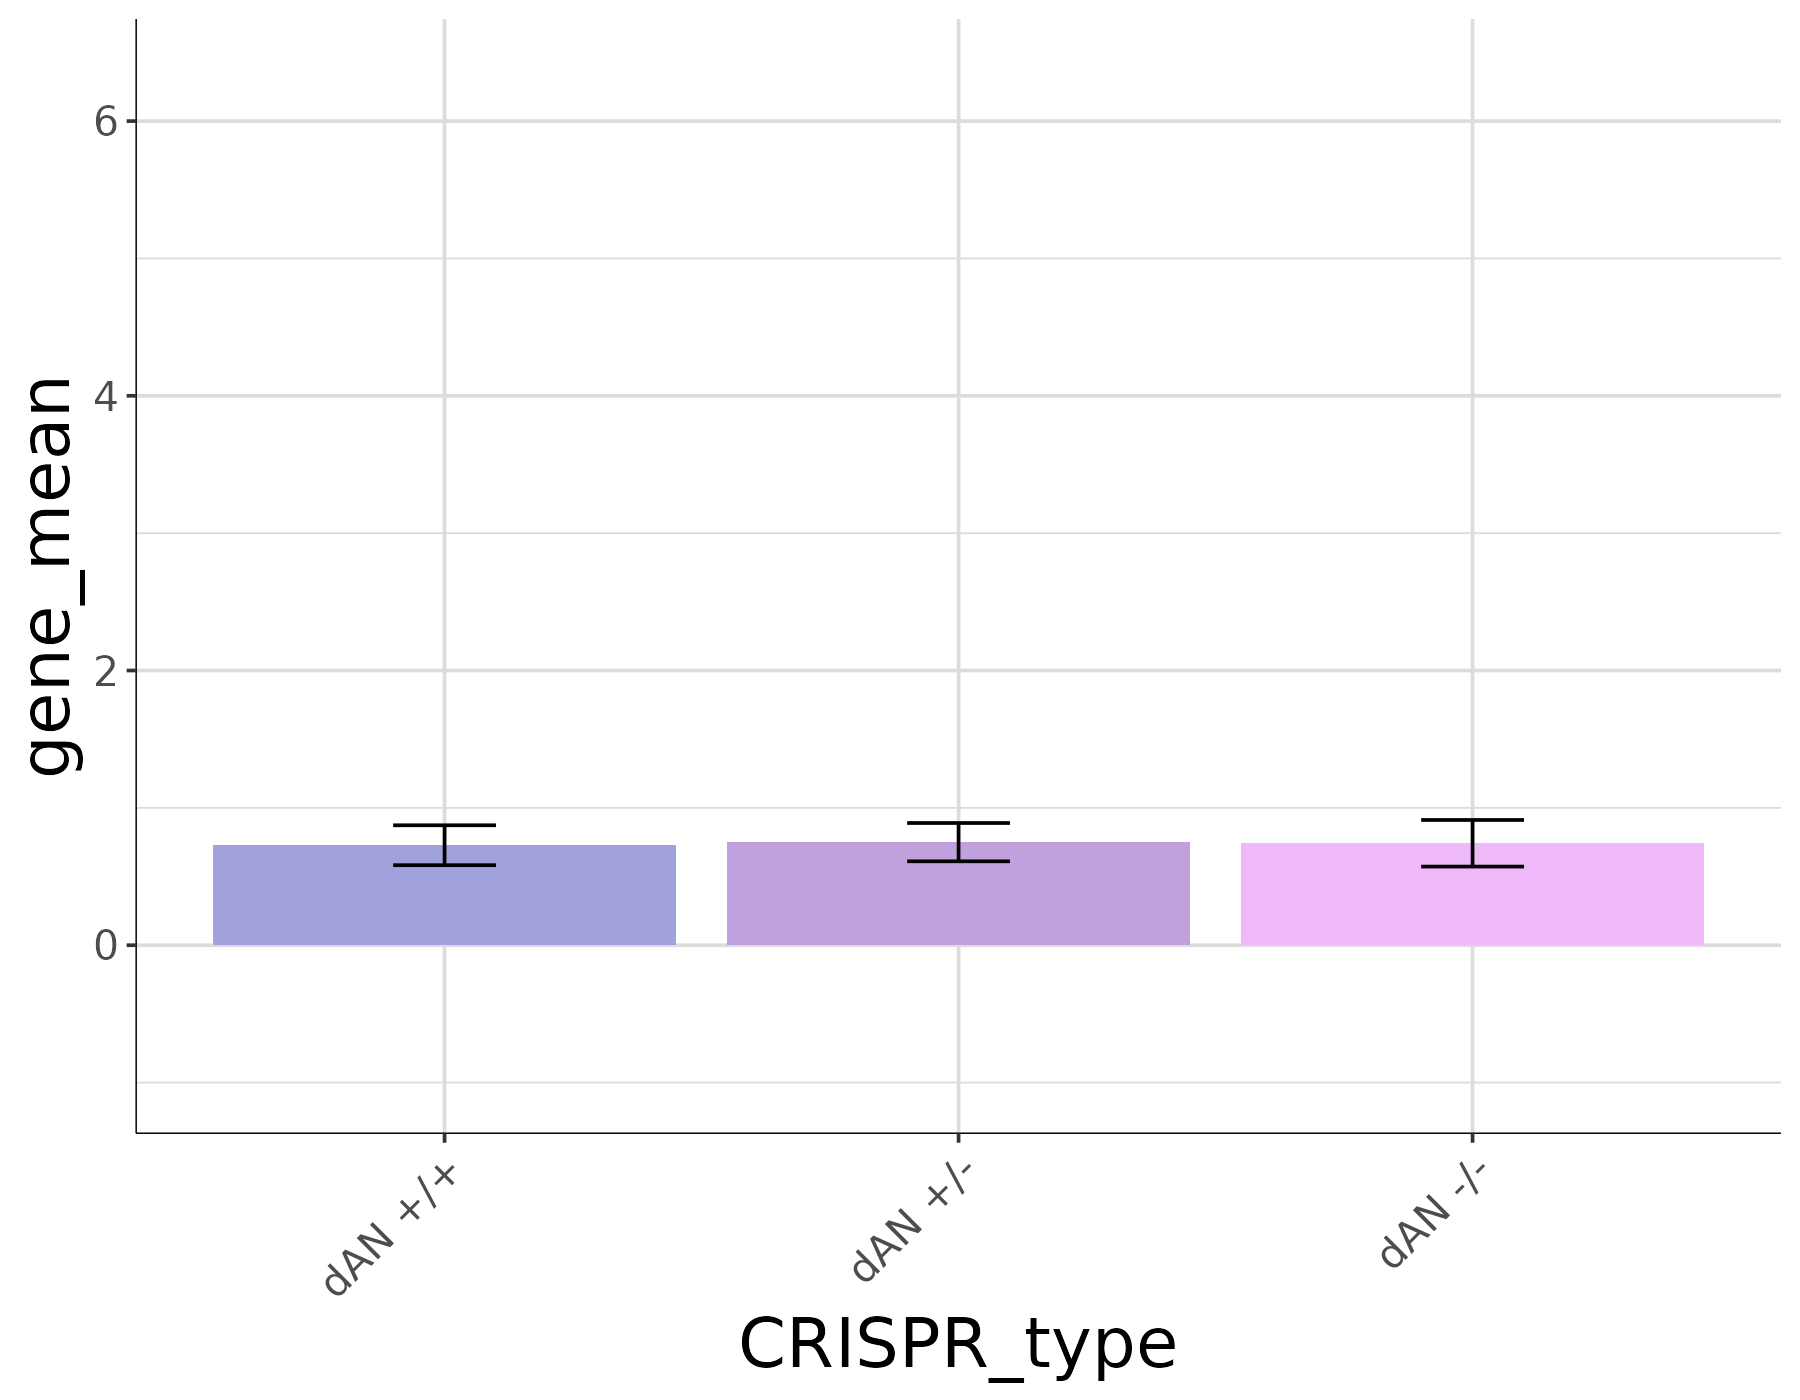 gene_mean
6
4
2
0
dAN +/+
dAN +/-
dAN -/-
CRISPR_type